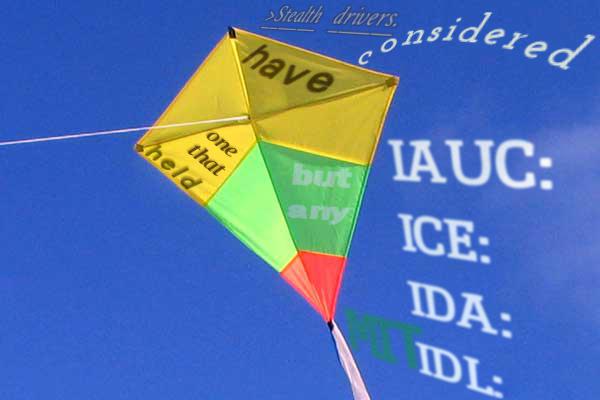 >Stealth drivers.
considered
have
one
that
held
but
any
IAUC:
ICE:
IDA:
MIT
IDL: